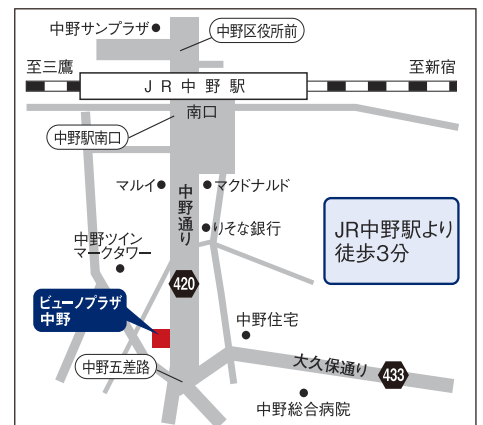 中野サンプラザ
中野区役所前
至三鷹
至新宿
JR中野駅
南口
中野駅南口
マルイ
マクドナルド
中野通り
りそな銀行
JR中野駅より
徒歩3分
中野ツイン
マークタワー
420
ビューノプラザ
中野
中野住宅
中野五差路
大久保通り
433
中野総合病院